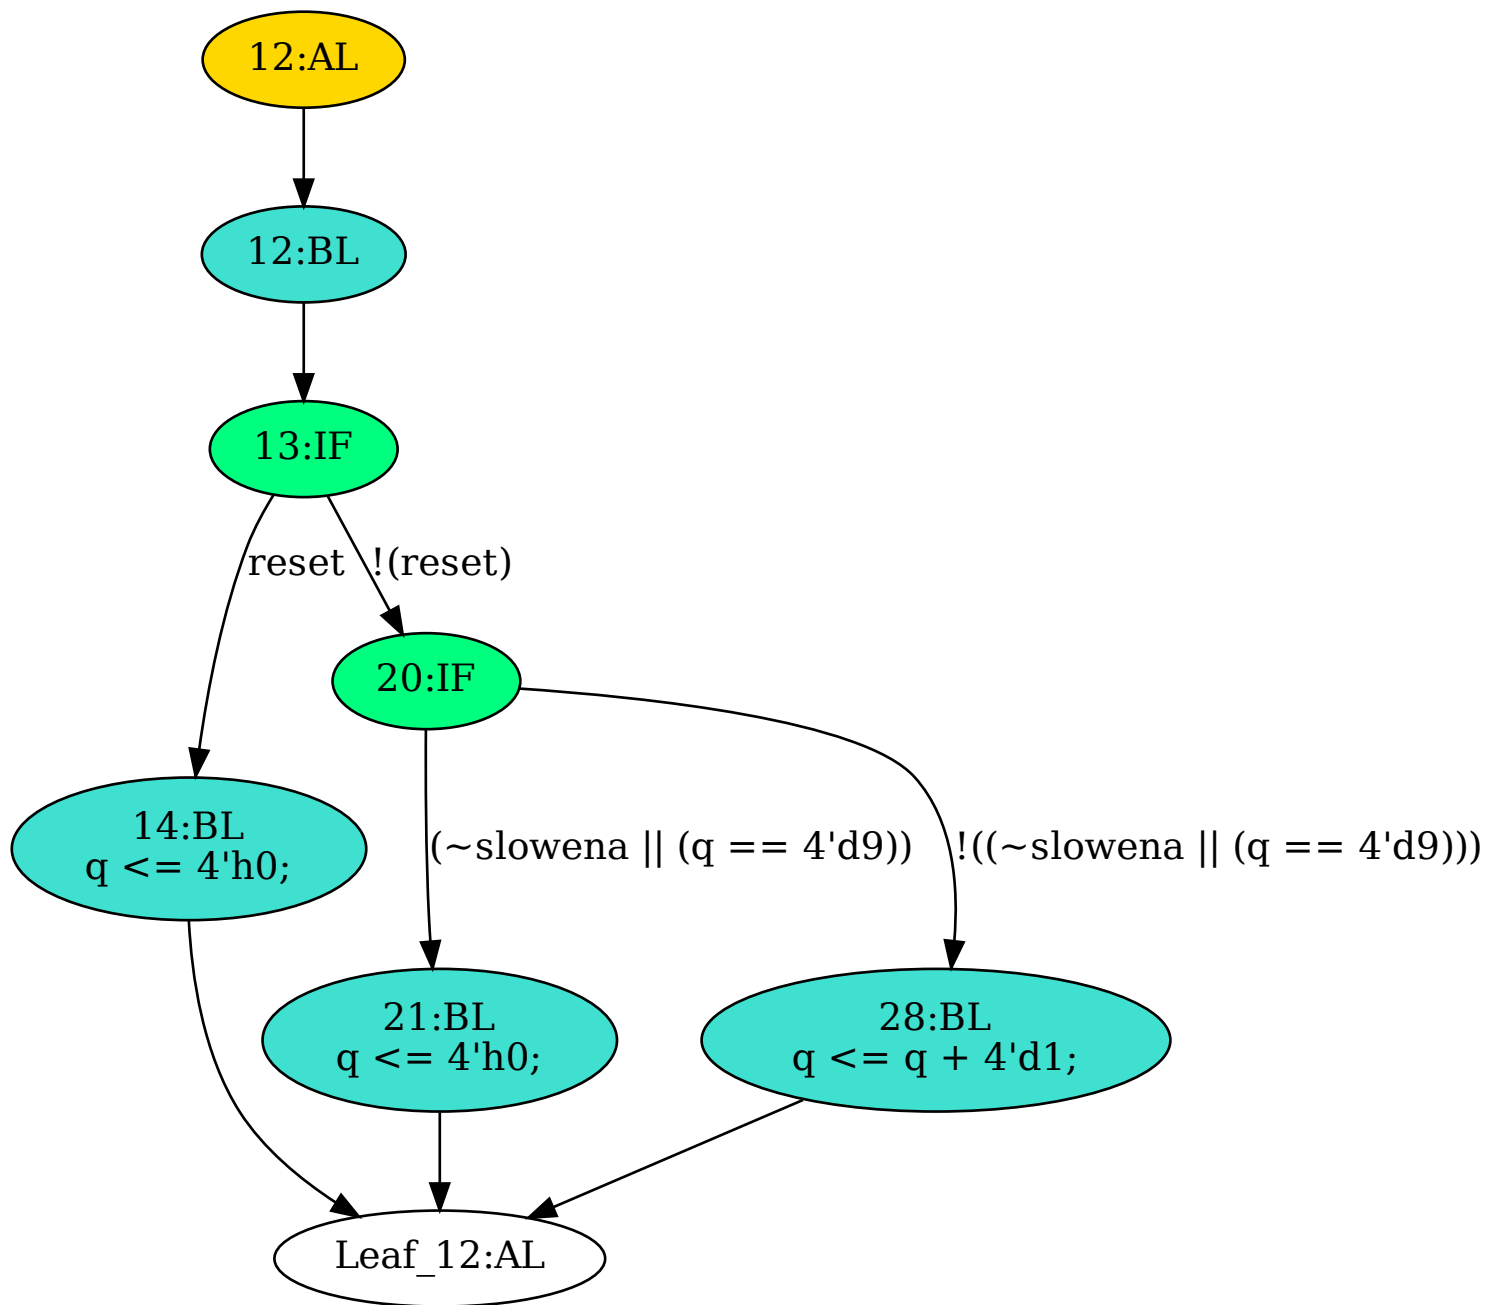 12:AL
12:BL
13:IF
reset
!(reset)
20:IF
14:BL
q <= 4'h0;
(~slowena || (q == 4'd9))
!((~slowena || (q == 4'd9)))
21:BL
q <= 4'h0;
28:BL
q <= q + 4'd1;
Leaf_12:AL